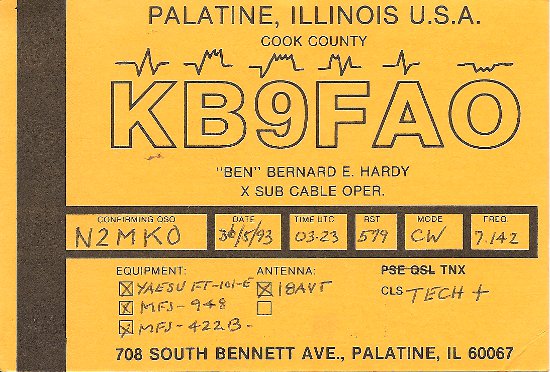 PALATINE, ILLINOIS U.S.A.
COOK COUNTY
KB9FAO
"BEN" BERNARD E. HARDY
X SUB CABLE OPER.
CONFIRMING QSO DATE TIME UTC RST MODE FREQ.
N2MKO /5/93 03-23 579 CW 7.142
EQUIPMENT: ANTENNA: PSE QSL TNX
YAESU FT-101-E 18AVT CLS TECH +
MFJ-948
MFJ-422B-
708 SOUTH BENNETT AVE., PALATINE, IL 60067